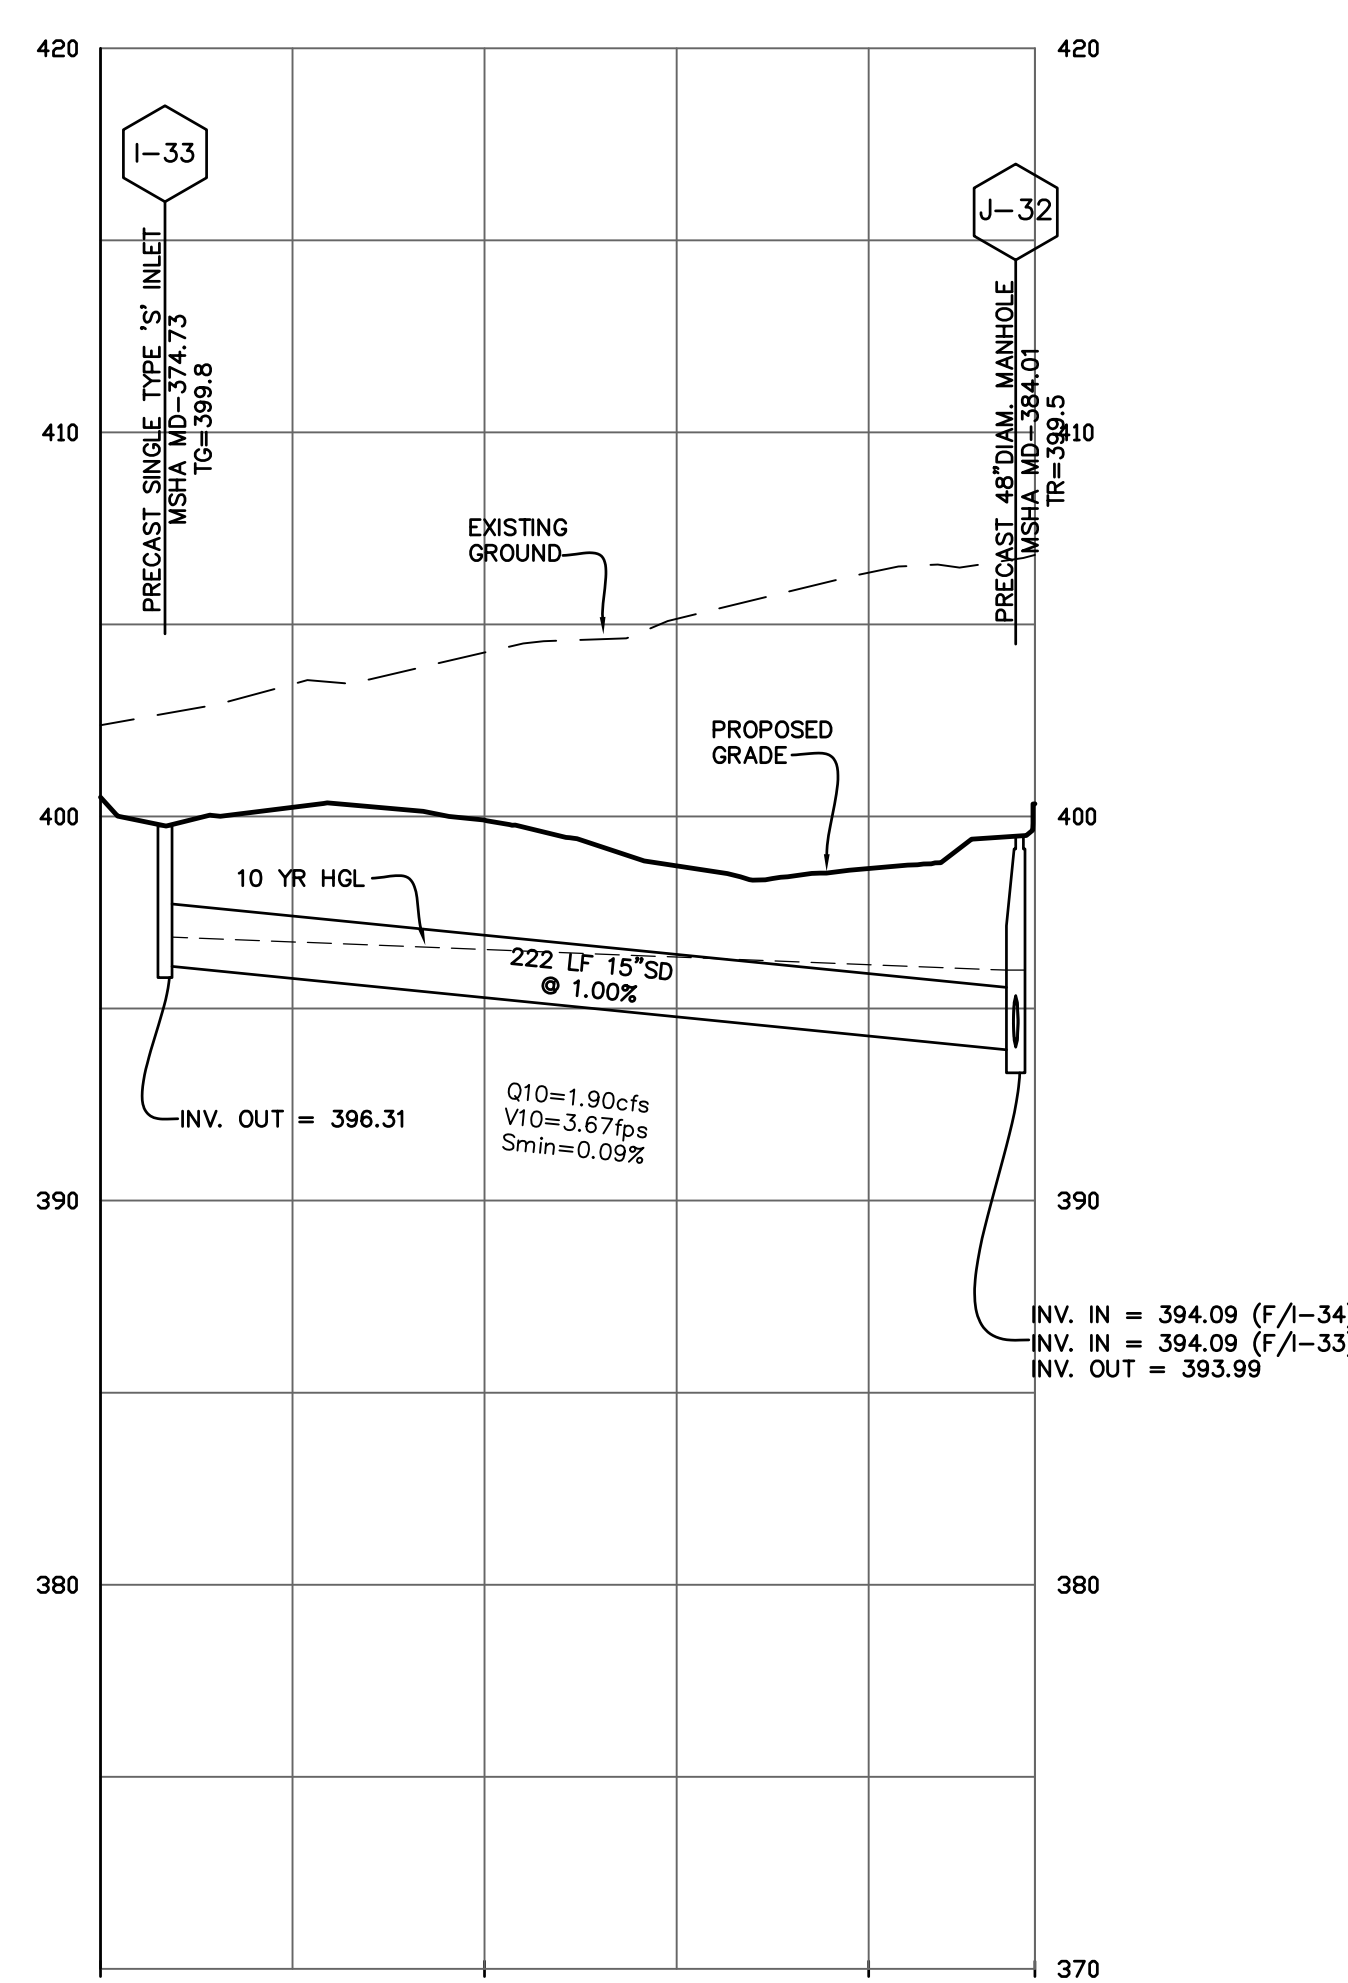 420
420
I-33
J-32
PRECAST SINGLE TYPE 'S' INLET
MSHA MD-374.73
TG=399.8
PRECAST 48"DIAM. MANHOLE
MSHA MD-384.01
TR=399.5
410
410
EXISTING
GROUND
PROPOSED
GRADE
400
400
10 YR HGL
222 LF 15"SD
@ 1.00%
INV. OUT = 396.31
Q10=1.90cfs
V10=3.67fps
Smin=0.09%
390
390
INV. IN = 394.09 (F/I-34)
INV. IN = 394.09 (F/I-33)
INV. OUT = 393.99
380
380
370